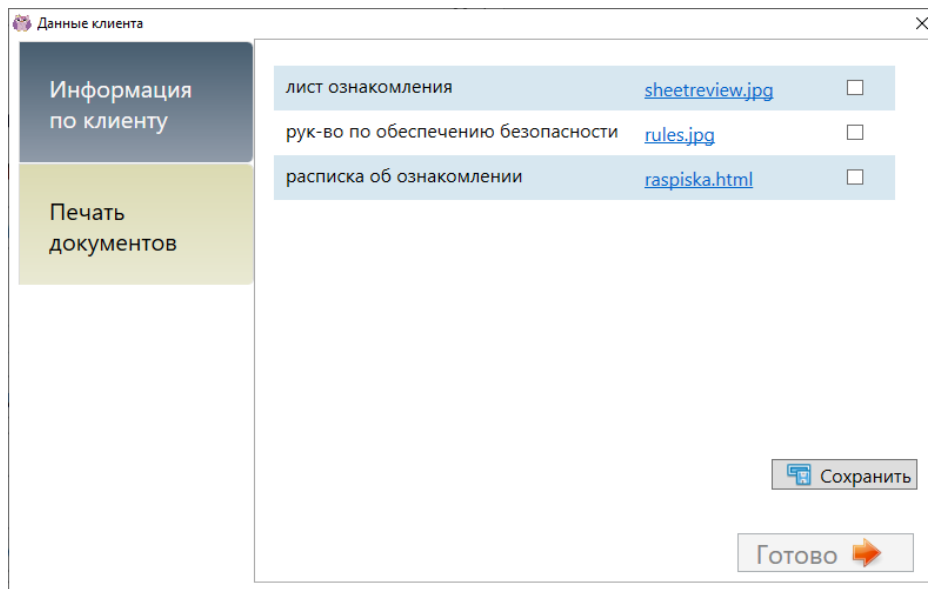 Данные клиента
Информация
по клиенту
Печать
документов
лист ознакомления sheetreview.jpg
рук-во по обеспечению безопасности rules.jpg
расписка об ознакомлении raspiska.html
Сохранить
Готово